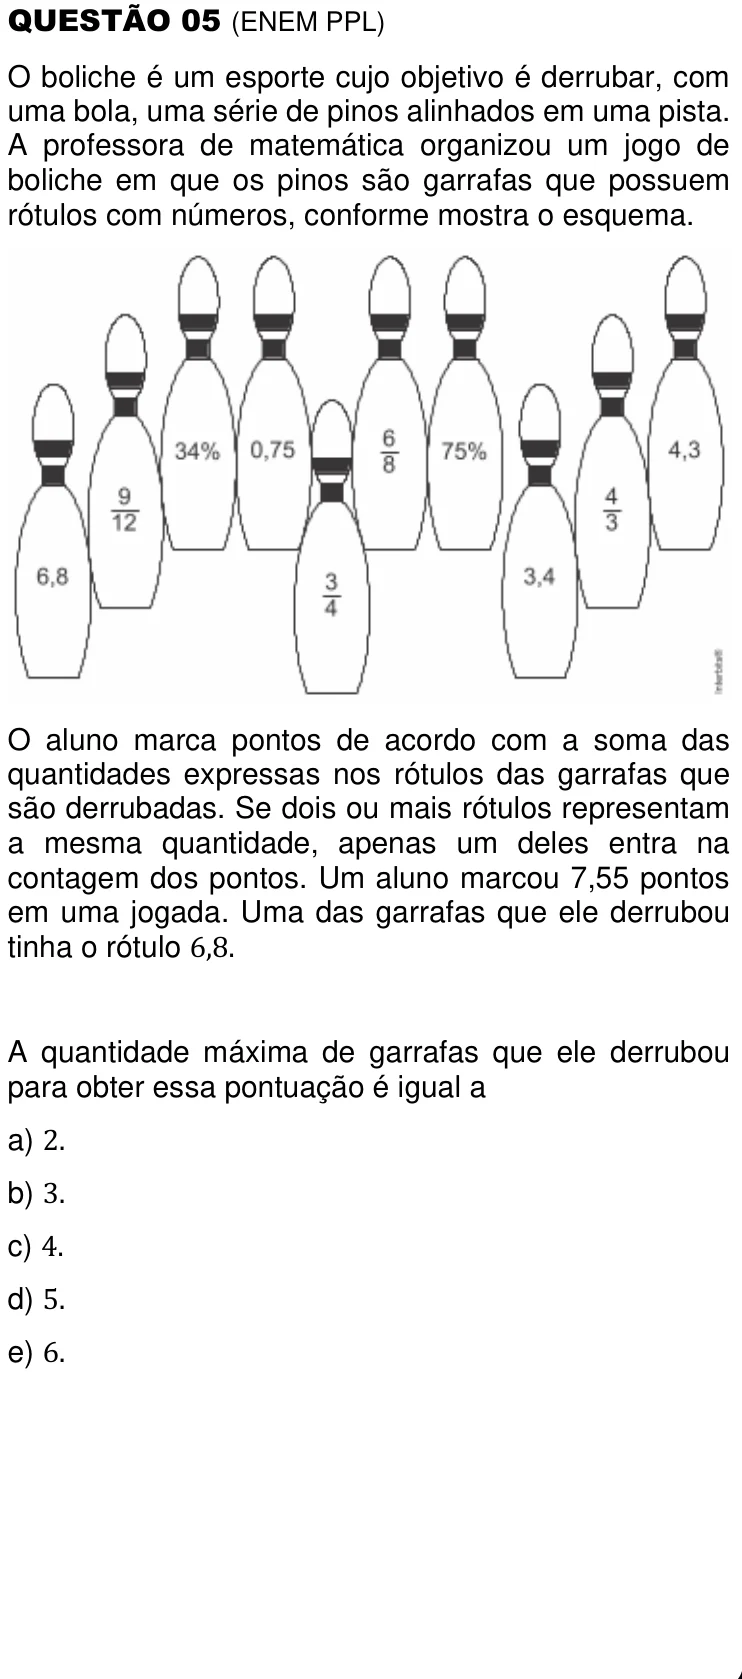 QUESTÃO 05 (ENEM PPL)
O boliche é um esporte cujo objetivo é derrubar, com
uma bola, uma série de pinos alinhados em uma pista.
A professora de matemática organizou um jogo de
boliche em que os pinos são garrafas que possuem
rótulos com números, conforme mostra o esquema.
6,8
9/12
34%
0,75
3/4
6/8
75%
3,4
4/3
4,3
Interbits®
O aluno marca pontos de acordo com a soma das
quantidades expressas nos rótulos das garrafas que
são derrubadas. Se dois ou mais rótulos representam
a mesma quantidade, apenas um deles entra na
contagem dos pontos. Um aluno marcou 7,55 pontos
em uma jogada. Uma das garrafas que ele derrubou
tinha o rótulo 6,8.
A quantidade máxima de garrafas que ele derrubou
para obter essa pontuação é igual a
a) 2.
b) 3.
c) 4.
d) 5.
e) 6.